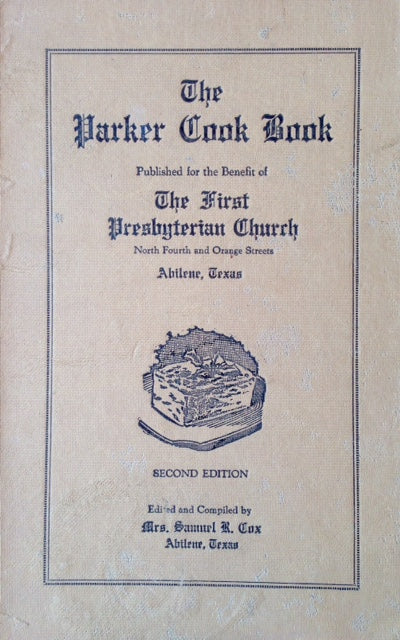 The
Parker Cook Book
Published for the Benefit of
The First
Presbyterian Church
North Fourth and Orange Streets
Abilene, Texas
SECOND EDITION
Edited and Compiled by
Mrs. Samuel R. Cox
Abilene, Texas